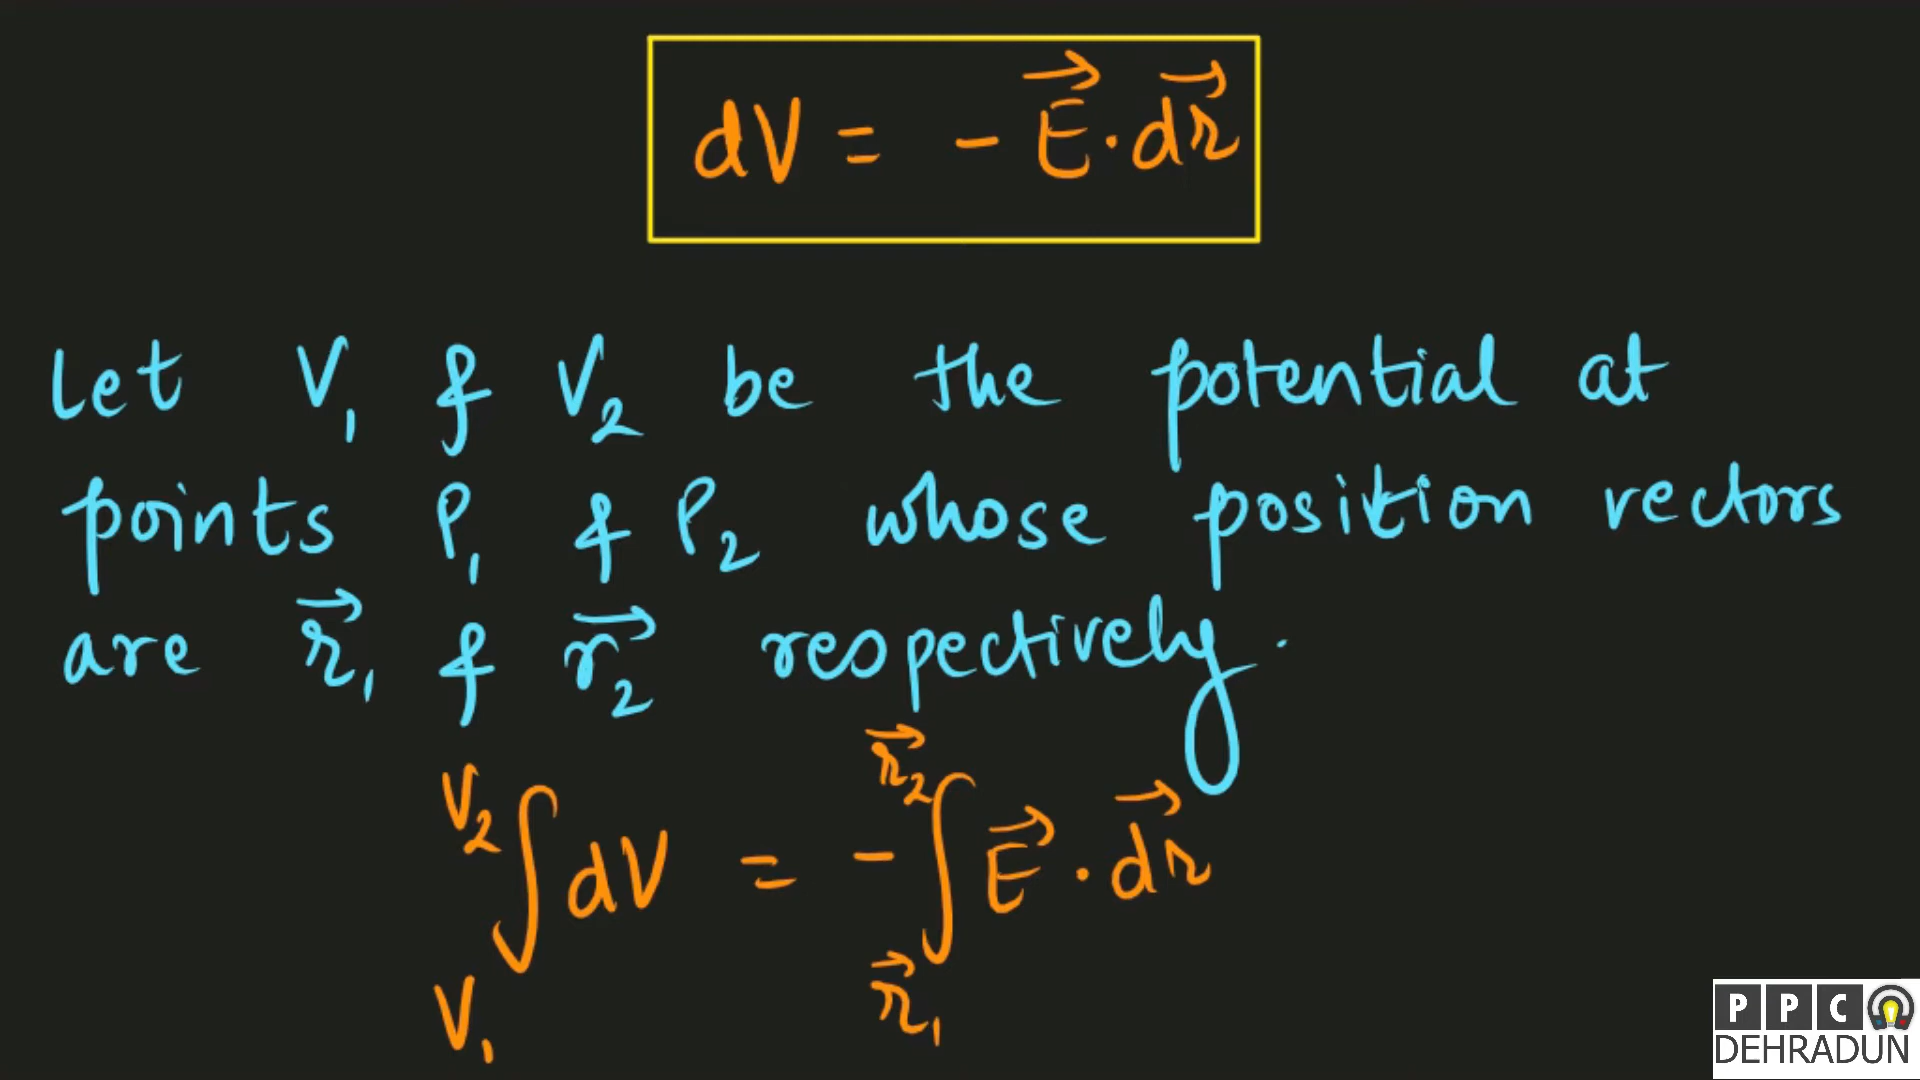 dV = - E⃗ · dr⃗
Let V₁ & V₂ be the potential at
points P₁ & P₂ whose position vectors
are r⃗₁ & r⃗₂ respectively.
∫_{V₁}^{V₂} dV = - ∫_{r⃗₁}^{r⃗₂} E⃗ · dr⃗
PPC
DEHRADUN